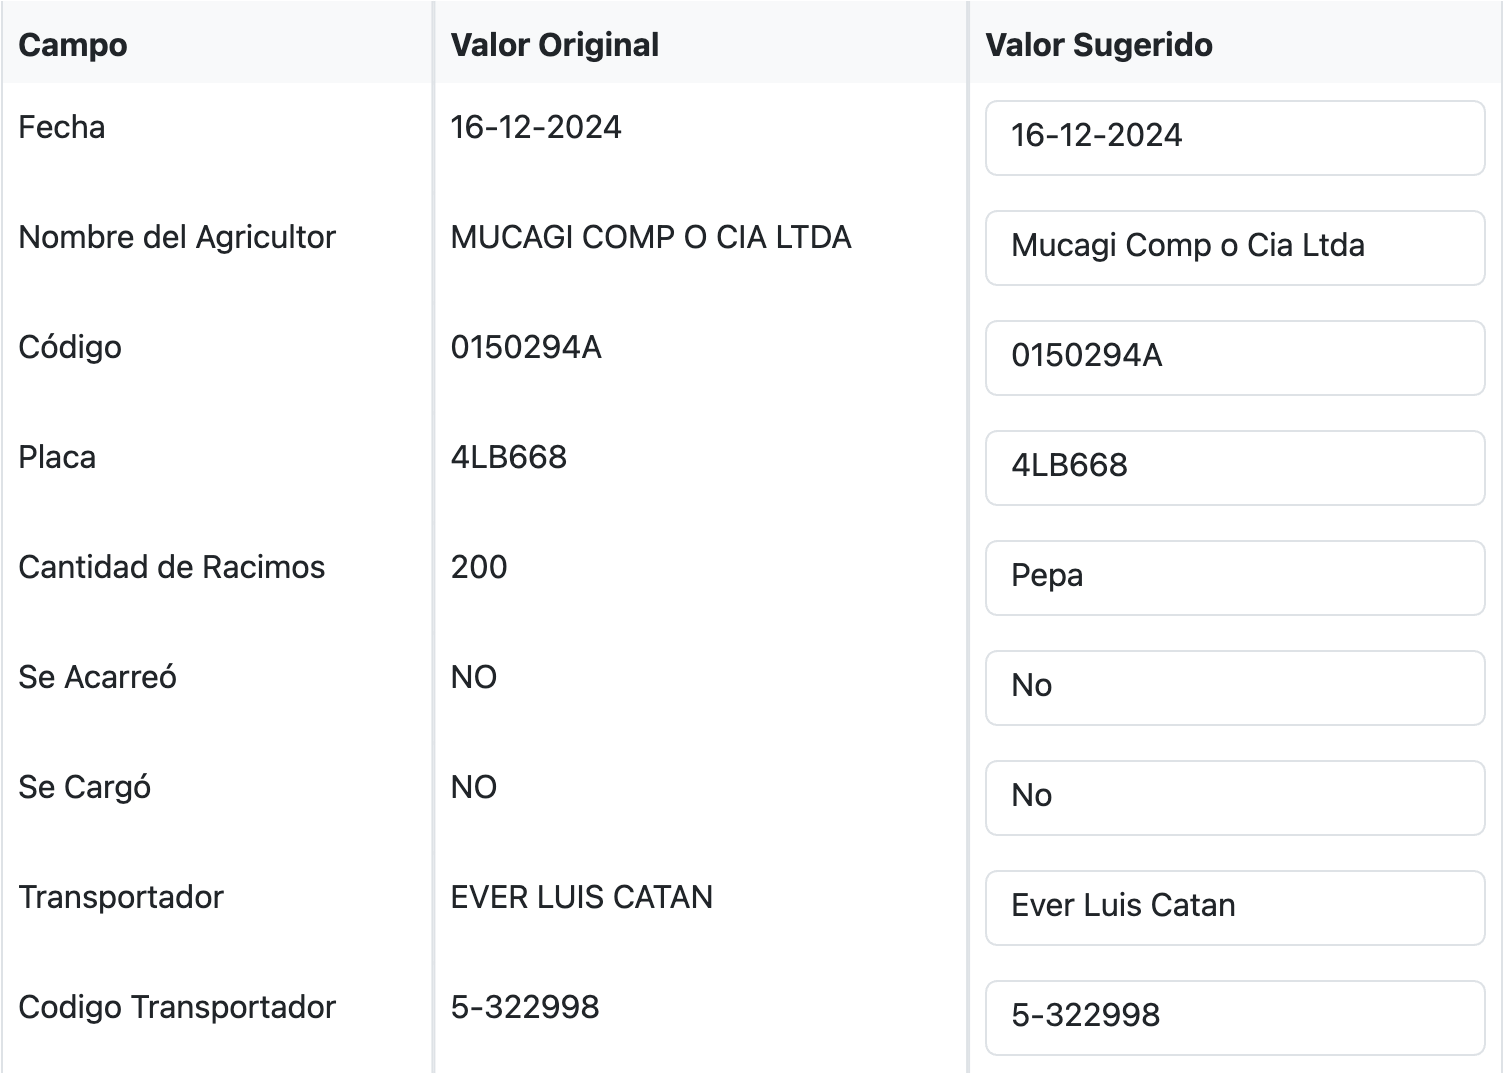 Campo Valor Original Valor Sugerido
Fecha 16-12-2024 16-12-2024
Nombre del Agricultor MUCAGI COMP O CIA LTDA Mucagi Comp o Cia Ltda
Código 0150294A 0150294A
Placa 4LB668 4LB668
Cantidad de Racimos 200 Pepa
Se Acarreó NO No
Se Cargó NO No
Transportador EVER LUIS CATAN Ever Luis Catan
Codigo Transportador 5-322998 5-322998